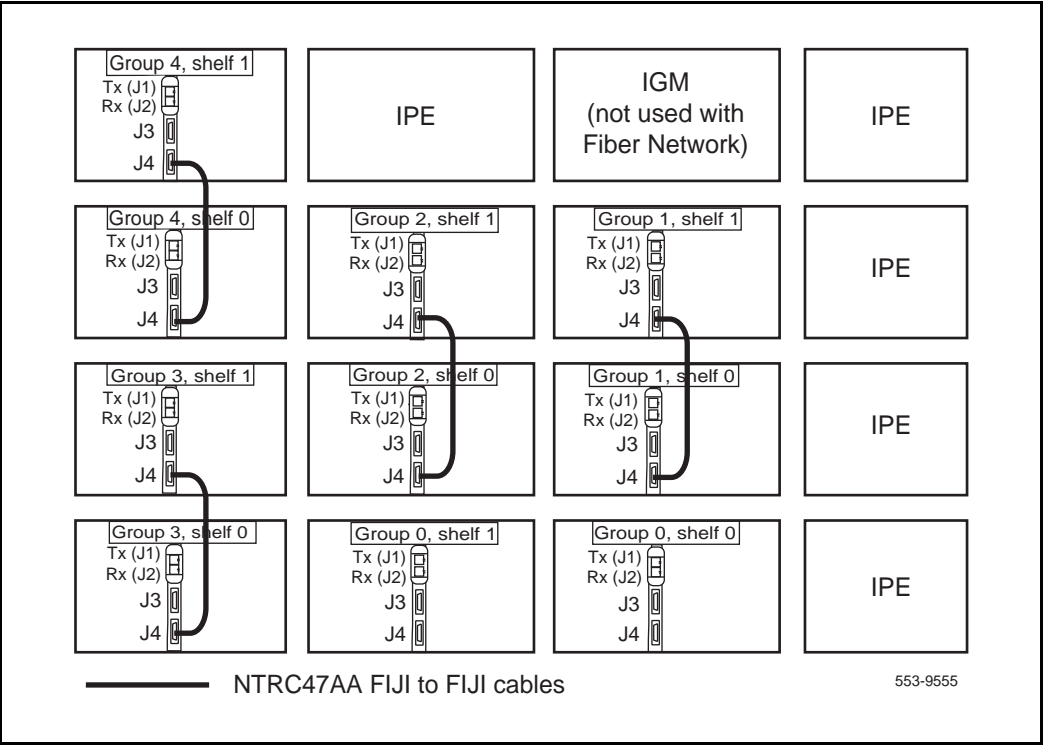 Group 4, shelf 1
Tx (J1)
Rx (J2)
J3
J4
IPE
IGM
(not used with
Fiber Network)
IPE
Group 4, shelf 0
Tx (J1)
Rx (J2)
J3
J4
Group 2, shelf 1
Tx (J1)
Rx (J2)
J3
J4
Group 1, shelf 1
Tx (J1)
Rx (J2)
J3
J4
IPE
Group 3, shelf 1
Tx (J1)
Rx (J2)
J3
J4
Group 2, shelf 0
Tx (J1)
Rx (J2)
J3
J4
Group 1, shelf 0
Tx (J1)
Rx (J2)
J3
J4
IPE
Group 3, shelf 0
Tx (J1)
Rx (J2)
J3
J4
Group 0, shelf 1
Tx (J1)
Rx (J2)
J3
J4
Group 0, shelf 0
Tx (J1)
Rx (J2)
J3
J4
IPE
NTRC47AA FIJI to FIJI cables
553-9555